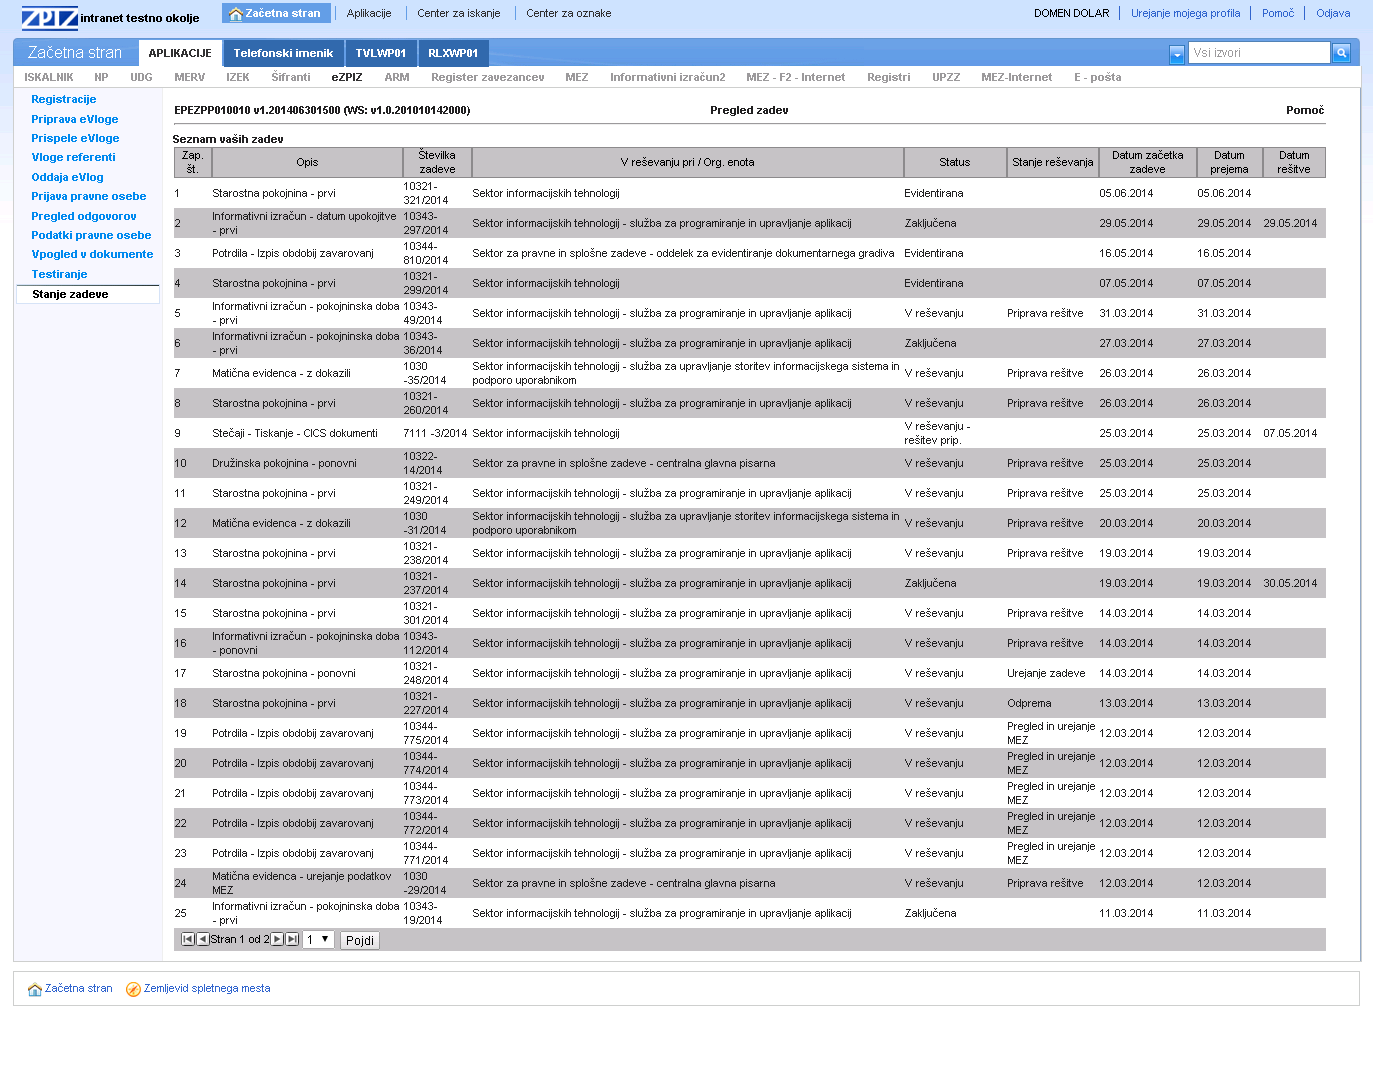 ZPIZ intranet testno okolje Začetna stran Aplikacije Center za iskanje Center za oznake DOMEN DOLAR Urejanje mojega profila Pomoč Odjava
Začetna stran APLIKACIJE Telefonski imenik TVLWP01 RLXWP01 Vsi izvori
ISKALNIK NP UDG MERV IZEK Šifranti eZPIZ ARM Register zavezancev MEZ Informativni izračun2 MEZ - F2 - Internet Registri UPZZ MEZ-Internet E - pošta
Registracije
Priprava eVloge
Prispele eVloge
Vloge referenti
Oddaja eVlog
Prijava pravne osebe
Pregled odgovorov
Podatki pravne osebe
Vpogled v dokumente
Testiranje
Stanje zadeve
EPEZPP010010 v1.201406301500 (WS: v1.0.201010142000) Pregled zadev Pomoč
Seznam vaših zadev
Zap. št. Opis Številka zadeve V reševanju pri / Org. enota Status Stanje reševanja Datum začetka zadeve Datum prejema Datum rešitve
1 Starostna pokojnina - prvi 10321-321/2014 Sektor informacijskih tehnologij Evidentirana 05.06.2014 05.06.2014
2 Informativni izračun - datum upokojitve - prvi 10343-297/2014 Sektor informacijskih tehnologij - služba za programiranje in upravljanje aplikacij Zaključena 29.05.2014 29.05.2014 29.05.2014
3 Potrdila - Izpis obdobij zavarovanj 10344-810/2014 Sektor za pravne in splošne zadeve - oddelek za evidentiranje dokumentarnega gradiva Evidentirana 16.05.2014 16.05.2014
4 Starostna pokojnina - prvi 10321-299/2014 Sektor informacijskih tehnologij Evidentirana 07.05.2014 07.05.2014
5 Informativni izračun - pokojninska doba - prvi 10343-49/2014 Sektor informacijskih tehnologij - služba za programiranje in upravljanje aplikacij V reševanju Priprava rešitve 31.03.2014 31.03.2014
6 Informativni izračun - pokojninska doba - prvi 10343-36/2014 Sektor informacijskih tehnologij - služba za programiranje in upravljanje aplikacij Zaključena 27.03.2014 27.03.2014
7 Matična evidenca - z dokazili 1030 -35/2014 Sektor informacijskih tehnologij - služba za upravljanje storitev informacijskega sistema in podporo uporabnikom V reševanju Priprava rešitve 26.03.2014 26.03.2014
8 Starostna pokojnina - prvi 10321-260/2014 Sektor informacijskih tehnologij - služba za programiranje in upravljanje aplikacij V reševanju Priprava rešitve 26.03.2014 26.03.2014
9 Stečaji - Tiskanje - CICS dokumenti 7111 -3/2014 Sektor informacijskih tehnologij V reševanju - rešitev prip. 25.03.2014 25.03.2014 07.05.2014
10 Družinska pokojnina - ponovni 10322-14/2014 Sektor za pravne in splošne zadeve - centralna glavna pisarna V reševanju Priprava rešitve 25.03.2014 25.03.2014
11 Starostna pokojnina - prvi 10321-249/2014 Sektor informacijskih tehnologij - služba za programiranje in upravljanje aplikacij V reševanju Priprava rešitve 25.03.2014 25.03.2014
12 Matična evidenca - z dokazili 1030 -31/2014 Sektor informacijskih tehnologij - služba za upravljanje storitev informacijskega sistema in podporo uporabnikom V reševanju Priprava rešitve 20.03.2014 20.03.2014
13 Starostna pokojnina - prvi 10321-238/2014 Sektor informacijskih tehnologij - služba za programiranje in upravljanje aplikacij V reševanju Priprava rešitve 19.03.2014 19.03.2014
14 Starostna pokojnina - prvi 10321-237/2014 Sektor informacijskih tehnologij - služba za programiranje in upravljanje aplikacij Zaključena 19.03.2014 19.03.2014 30.05.2014
15 Starostna pokojnina - prvi 10321-301/2014 Sektor informacijskih tehnologij - služba za programiranje in upravljanje aplikacij V reševanju Priprava rešitve 14.03.2014 14.03.2014
16 Informativni izračun - pokojninska doba - ponovni 10343-112/2014 Sektor informacijskih tehnologij - služba za programiranje in upravljanje aplikacij V reševanju Priprava rešitve 14.03.2014 14.03.2014
17 Starostna pokojnina - ponovni 10321-248/2014 Sektor informacijskih tehnologij - služba za programiranje in upravljanje aplikacij V reševanju Urejanje zadeve 14.03.2014 14.03.2014
18 Starostna pokojnina - prvi 10321-227/2014 Sektor informacijskih tehnologij - služba za programiranje in upravljanje aplikacij V reševanju Odprema 13.03.2014 13.03.2014
19 Potrdila - Izpis obdobij zavarovanj 10344-775/2014 Sektor informacijskih tehnologij - služba za programiranje in upravljanje aplikacij V reševanju Pregled in urejanje MEZ 12.03.2014 12.03.2014
20 Potrdila - Izpis obdobij zavarovanj 10344-774/2014 Sektor informacijskih tehnologij - služba za programiranje in upravljanje aplikacij V reševanju Pregled in urejanje MEZ 12.03.2014 12.03.2014
21 Potrdila - Izpis obdobij zavarovanj 10344-773/2014 Sektor informacijskih tehnologij - služba za programiranje in upravljanje aplikacij V reševanju Pregled in urejanje MEZ 12.03.2014 12.03.2014
22 Potrdila - Izpis obdobij zavarovanj 10344-772/2014 Sektor informacijskih tehnologij - služba za programiranje in upravljanje aplikacij V reševanju Pregled in urejanje MEZ 12.03.2014 12.03.2014
23 Potrdila - Izpis obdobij zavarovanj 10344-771/2014 Sektor informacijskih tehnologij - služba za programiranje in upravljanje aplikacij V reševanju Pregled in urejanje MEZ 12.03.2014 12.03.2014
24 Matična evidenca - urejanje podatkov MEZ 1030 -29/2014 Sektor za pravne in splošne zadeve - centralna glavna pisarna V reševanju Priprava rešitve 12.03.2014 12.03.2014
25 Informativni izračun - pokojninska doba - prvi 10343-19/2014 Sektor informacijskih tehnologij - služba za programiranje in upravljanje aplikacij Zaključena 11.03.2014 11.03.2014
Stran 1 od 2 1 Pojdi
Začetna stran Zemljevid spletnega mesta